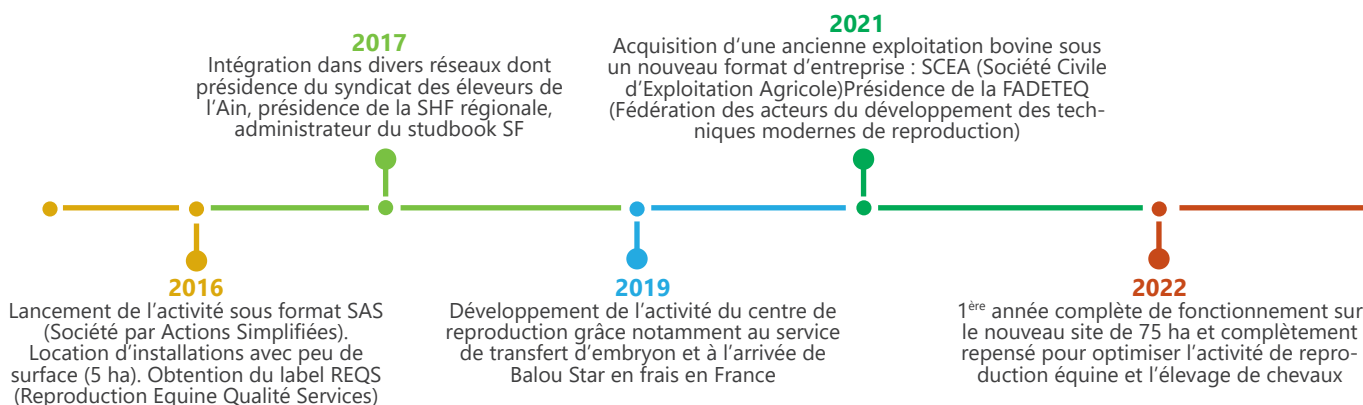 2017
Intégration dans divers réseaux dont
présidence du syndicat des éleveurs de
l’Ain, présidence de la SHF régionale,
administrateur du studbook SF
2021
Acquisition d’une ancienne exploitation bovine sous
un nouveau format d’entreprise : SCEA (Société Civile
d’Exploitation Agricole)Présidence de la FADETEQ
(Fédération des acteurs du développement des tech-
niques modernes de reproduction)
2016
Lancement de l’activité sous format SAS
(Société par Actions Simplifiées).
Location d’installations avec peu de
surface (5 ha). Obtention du label REQS
(Reproduction Equine Qualité Services)
2019
Développement de l’activité du centre de
reproduction grâce notamment au service
de transfert d’embryon et à l’arrivée de
Balou Star en frais en France
2022
1ère année complète de fonctionnement sur
le nouveau site de 75 ha et complètement
repensé pour optimiser l’activité de repro-
duction équine et l’élevage de chevaux